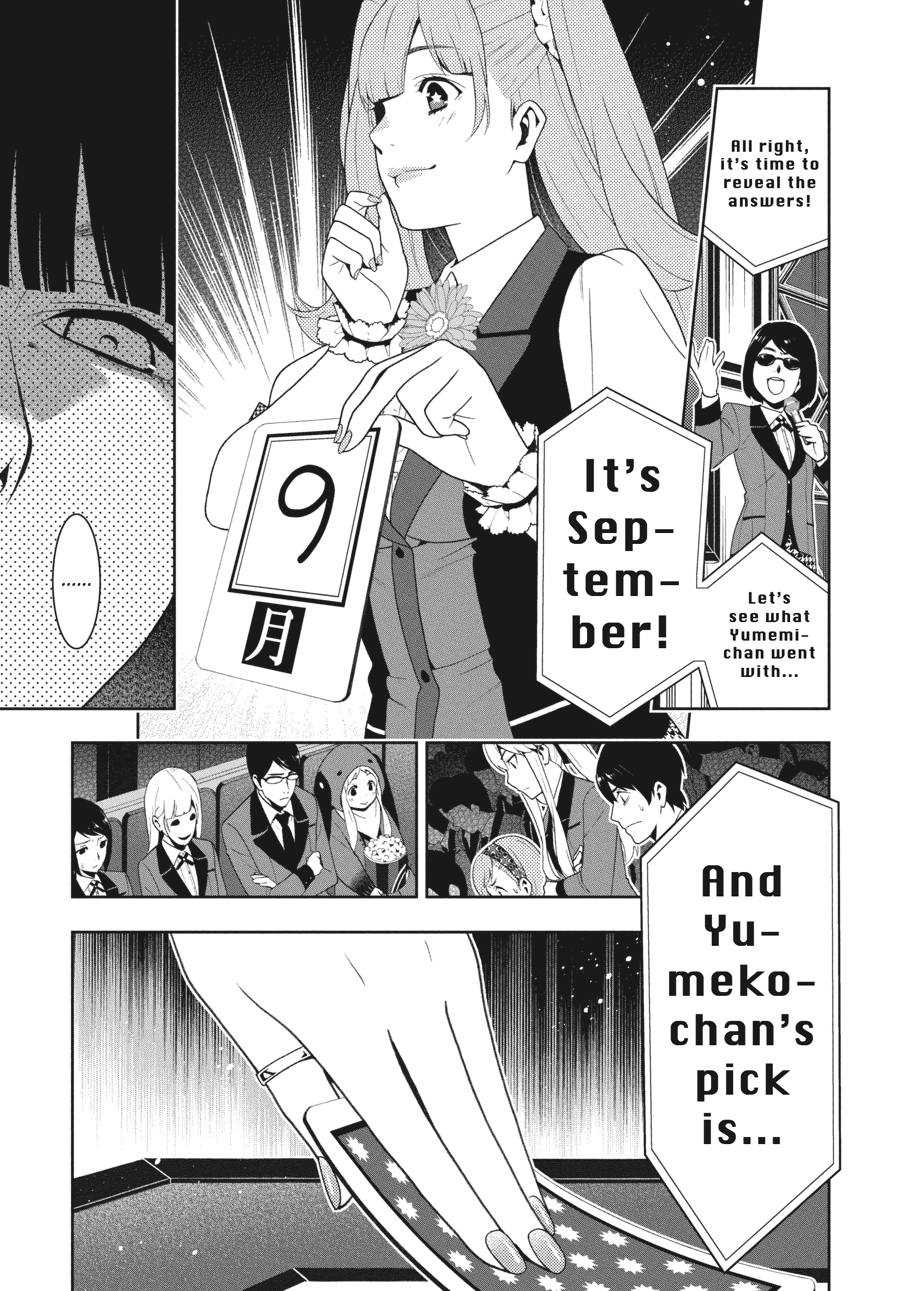 All right,
it's time to
reveal the
answers!
Let's
see what
Yumemi-
chan went
with...
It's
Sep-
tem-
ber!
9
月
......
And
Yu-
meko-
chan's
pick
is...